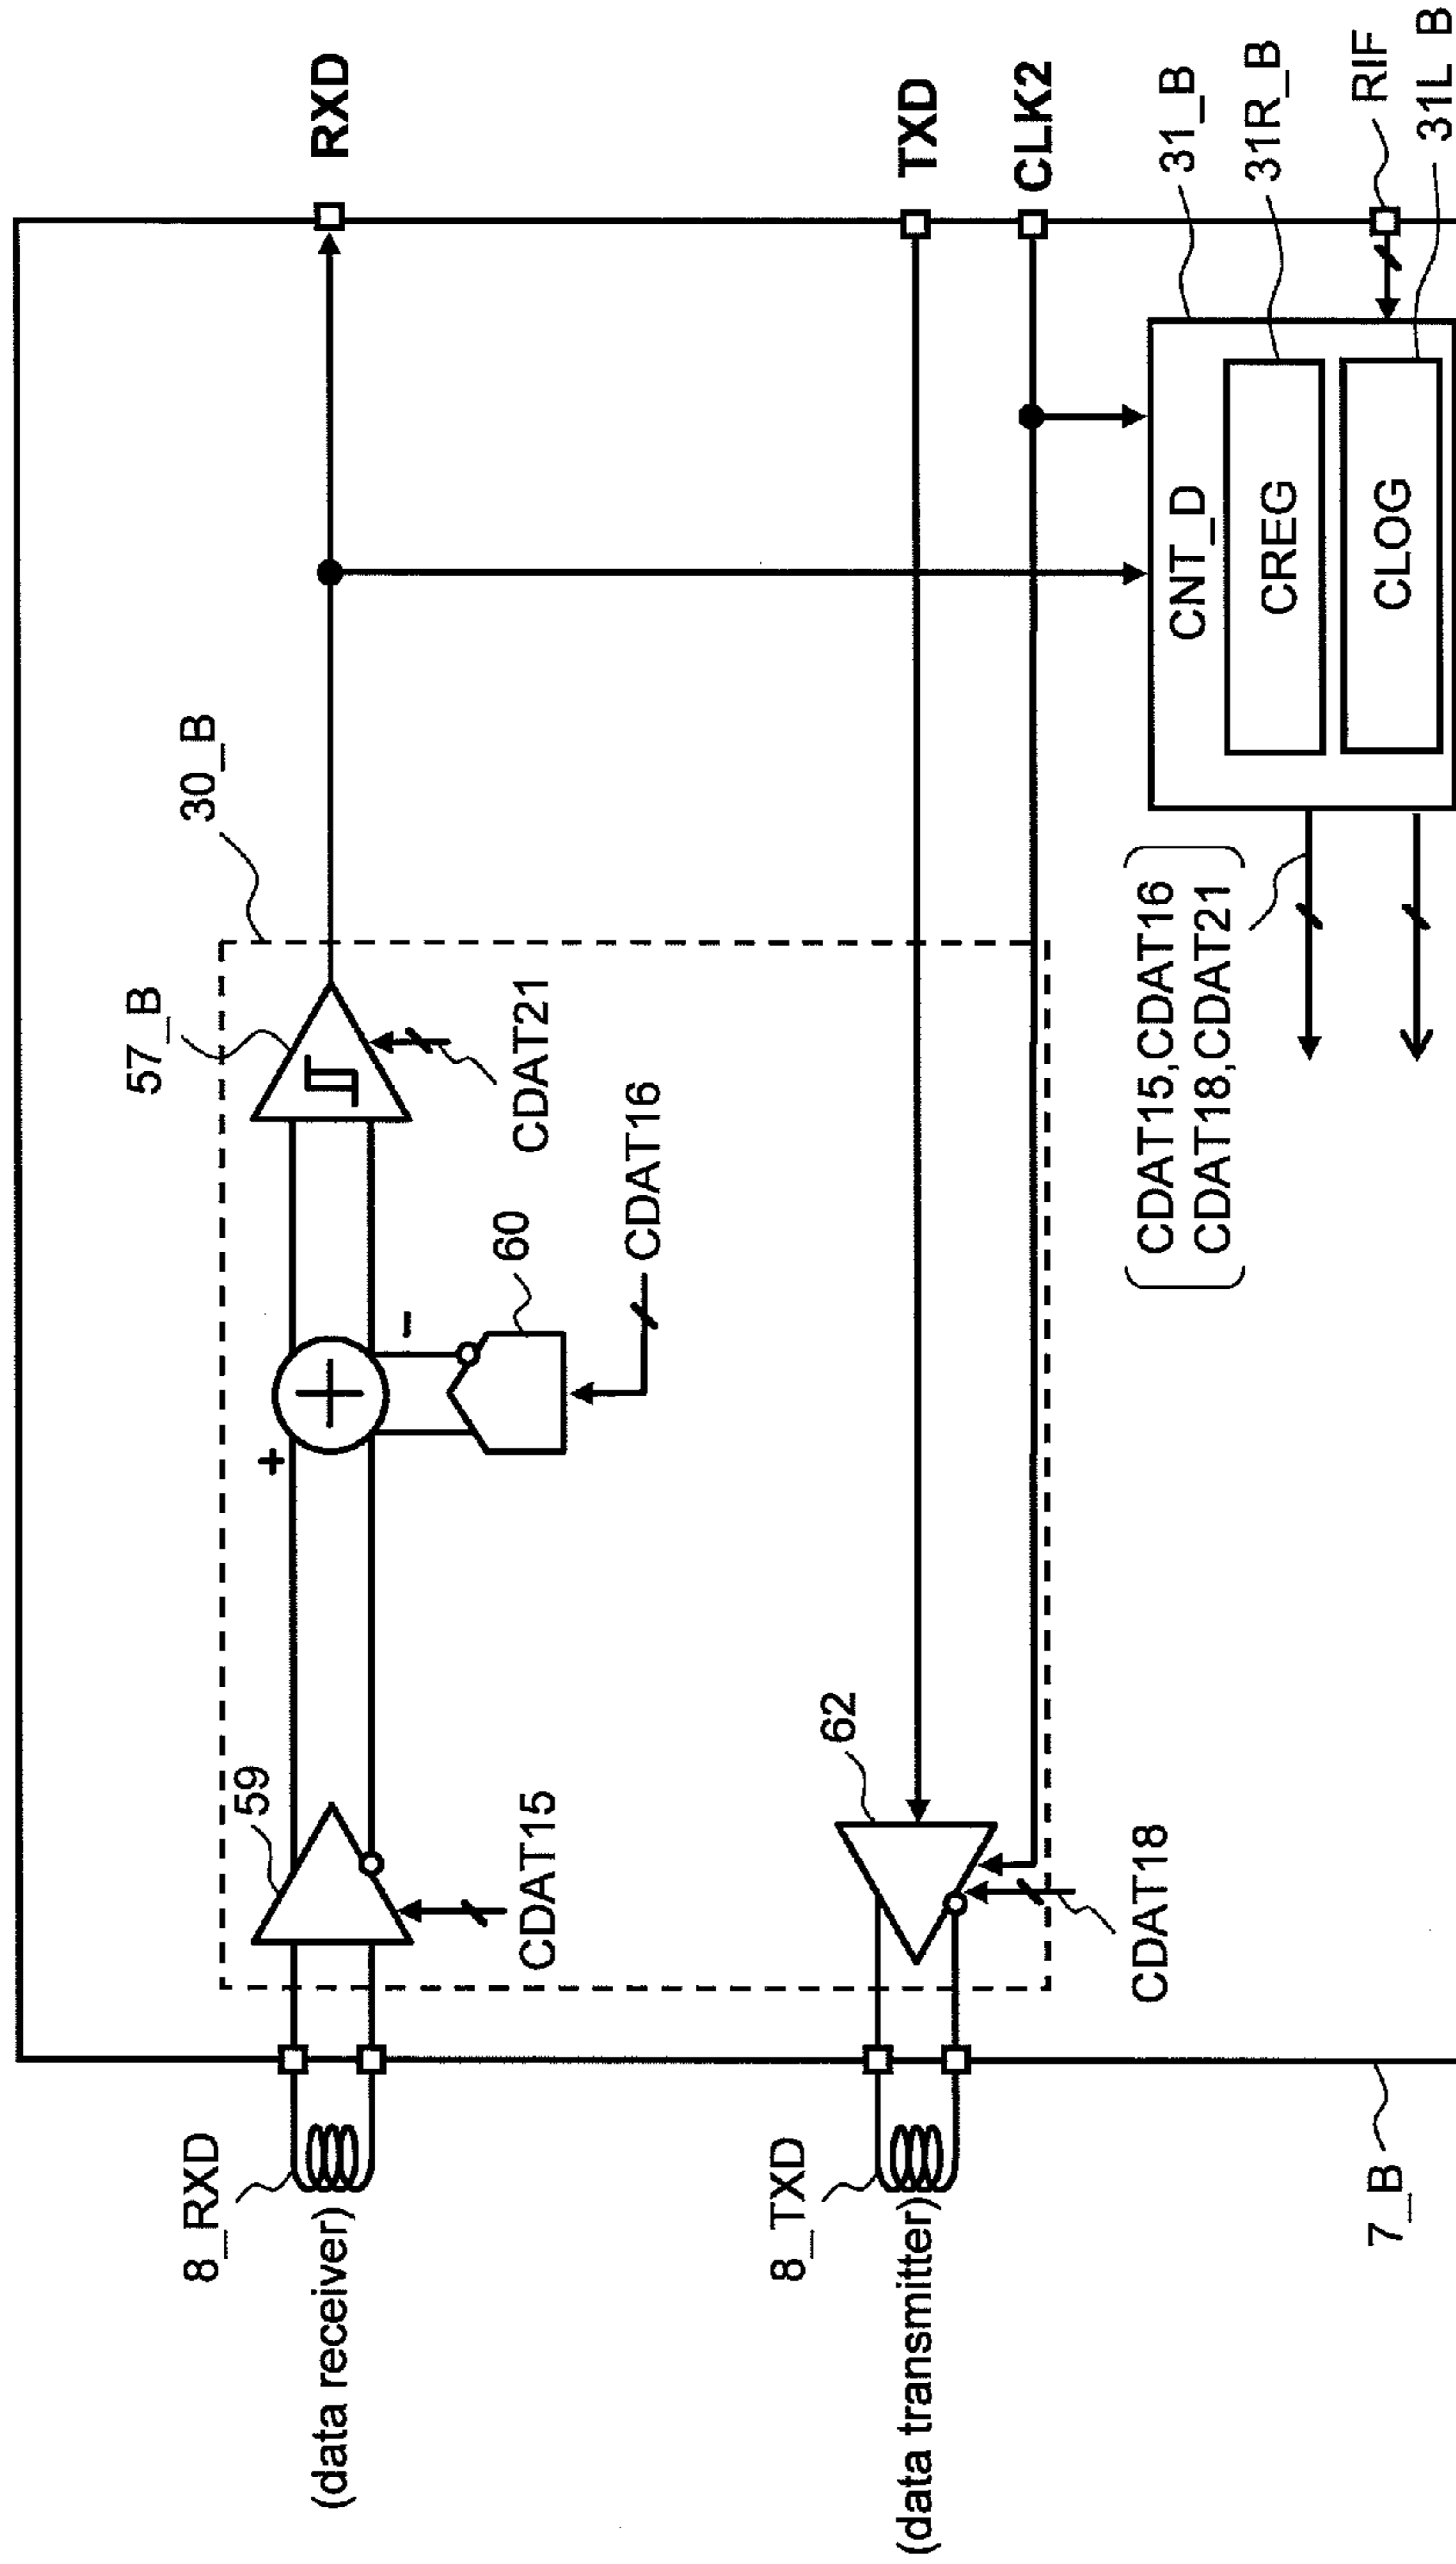 8_RXD
(data receiver)
59
CDAT15
+
-
60
CDAT16
57_B
CDAT21
30_B
RXD
8_TXD
(data transmitter)
62
CDAT18
TXD
CLK2
CDAT15,CDAT16
CDAT18,CDAT21
CNT_D
CREG
CLOG
31_B
31R_B
RIF
31L_B
7_B